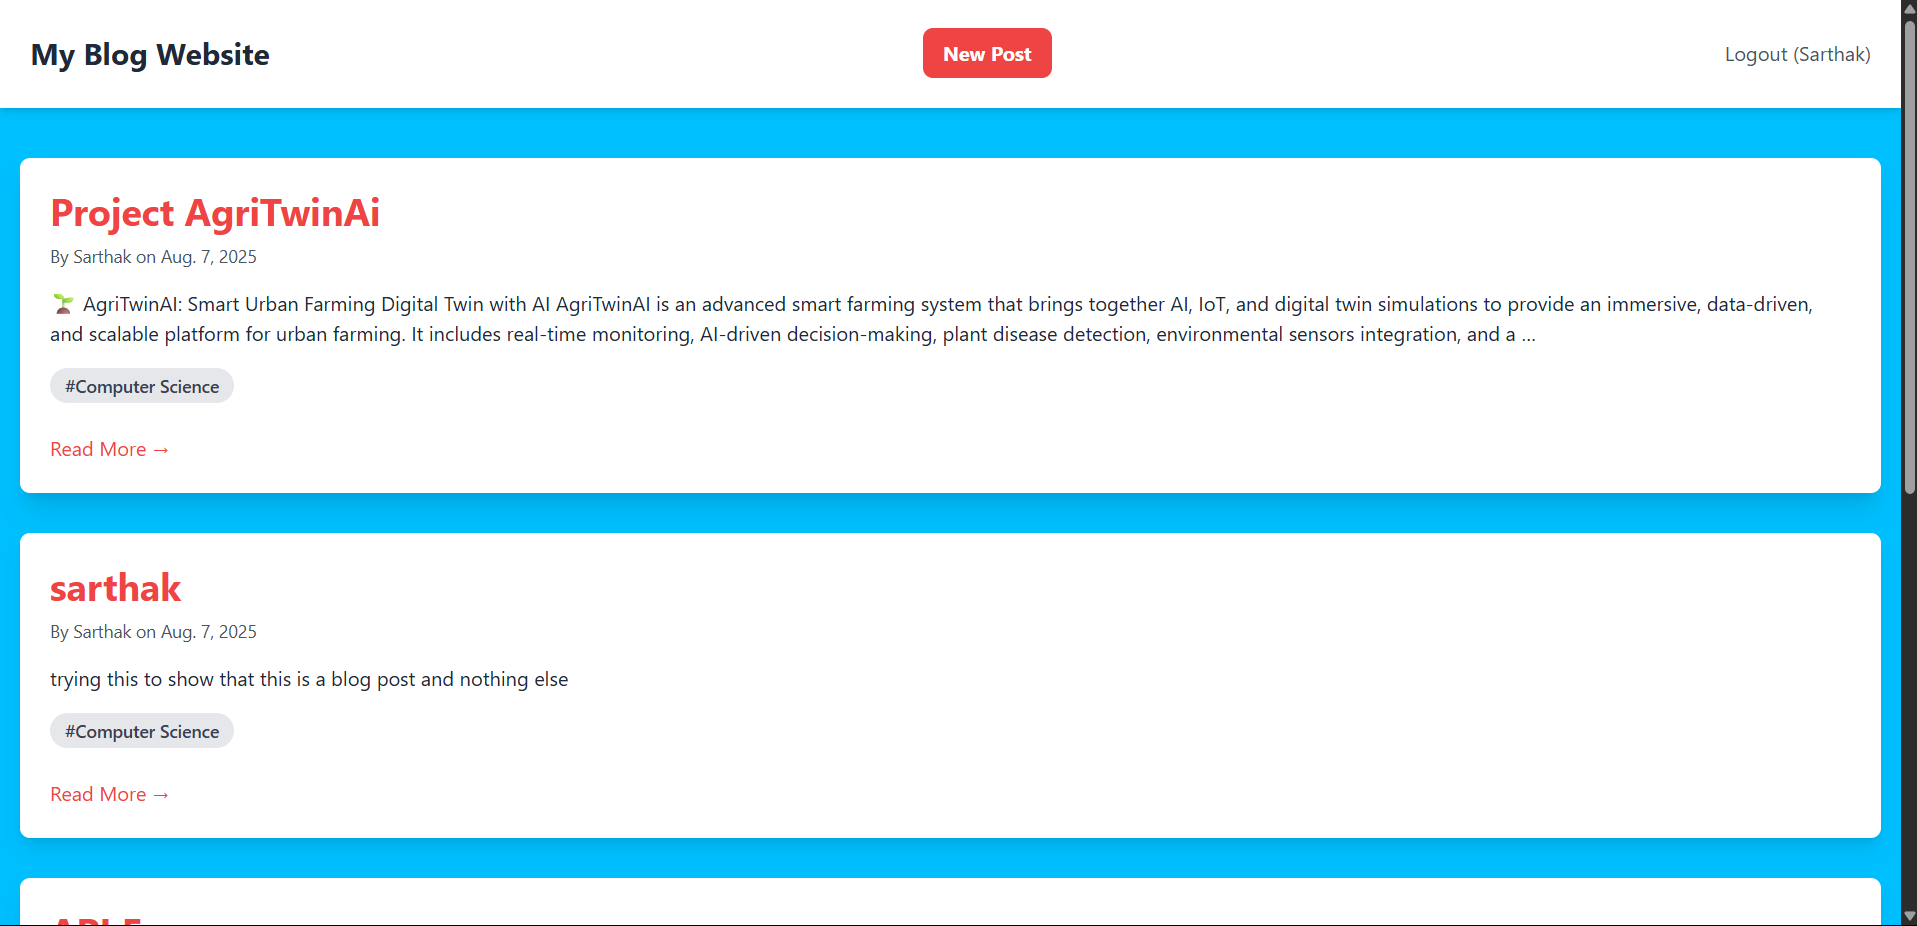 My Blog Website
New Post
Logout (Sarthak)
Project AgriTwinAi
By Sarthak on Aug. 7, 2025
🌱 AgriTwinAI: Smart Urban Farming Digital Twin with AI AgriTwinAI is an advanced smart farming system that brings together AI, IoT, and digital twin simulations to provide an immersive, data-driven,
and scalable platform for urban farming. It includes real-time monitoring, AI-driven decision-making, plant disease detection, environmental sensors integration, and a …
#Computer Science
Read More →
sarthak
By Sarthak on Aug. 7, 2025
trying this to show that this is a blog post and nothing else
#Computer Science
Read More →